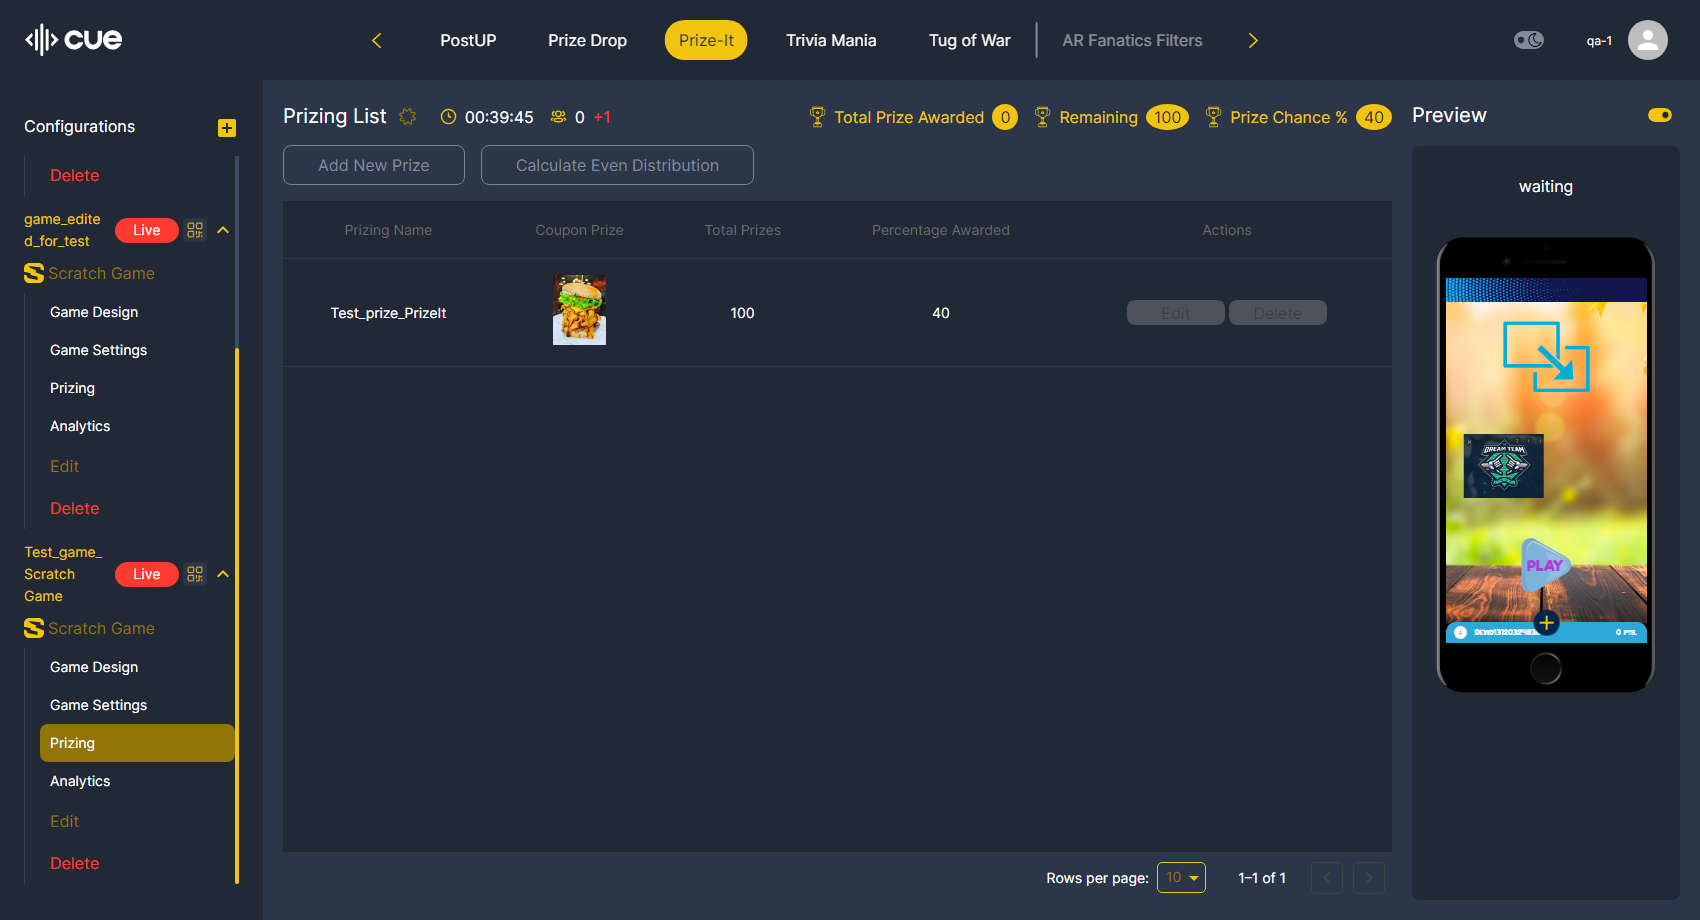 cue
PostUP
Prize Drop
Prize-It
Trivia Mania
Tug of War
AR Fanatics Filters
qa-1
Configurations
Delete
game_edite
d_for_test
Live
Scratch Game
Game Design
Game Settings
Prizing
Analytics
Edit
Delete
Test_game_
Scratch
Game
Live
Scratch Game
Game Design
Game Settings
Prizing
Analytics
Edit
Delete
Prizing List
00:39:45
0 +1
Total Prize Awarded 0
Remaining 100
Prize Chance % 40
Add New Prize
Calculate Even Distribution
Prizing Name
Coupon Prize
Total Prizes
Percentage Awarded
Actions
Test_prize_PrizeIt
100
40
Edit
Delete
Rows per page: 10
1–1 of 1
Preview
waiting
DREAM TEAM
PLAY
0 PTS.